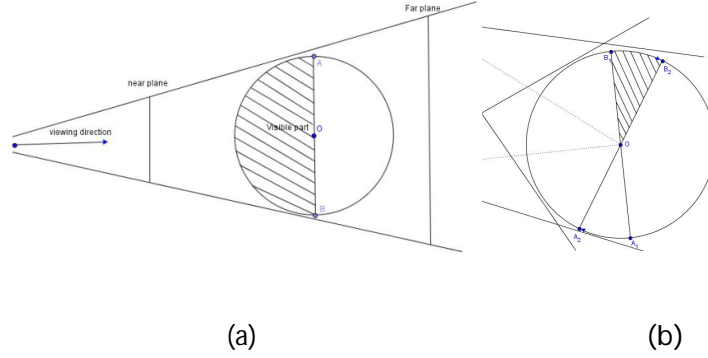 Far plane
near plane
viewing direction
A
Visible part
O
B
B₁
B₂
O
A₂
A₁
(a)
(b)